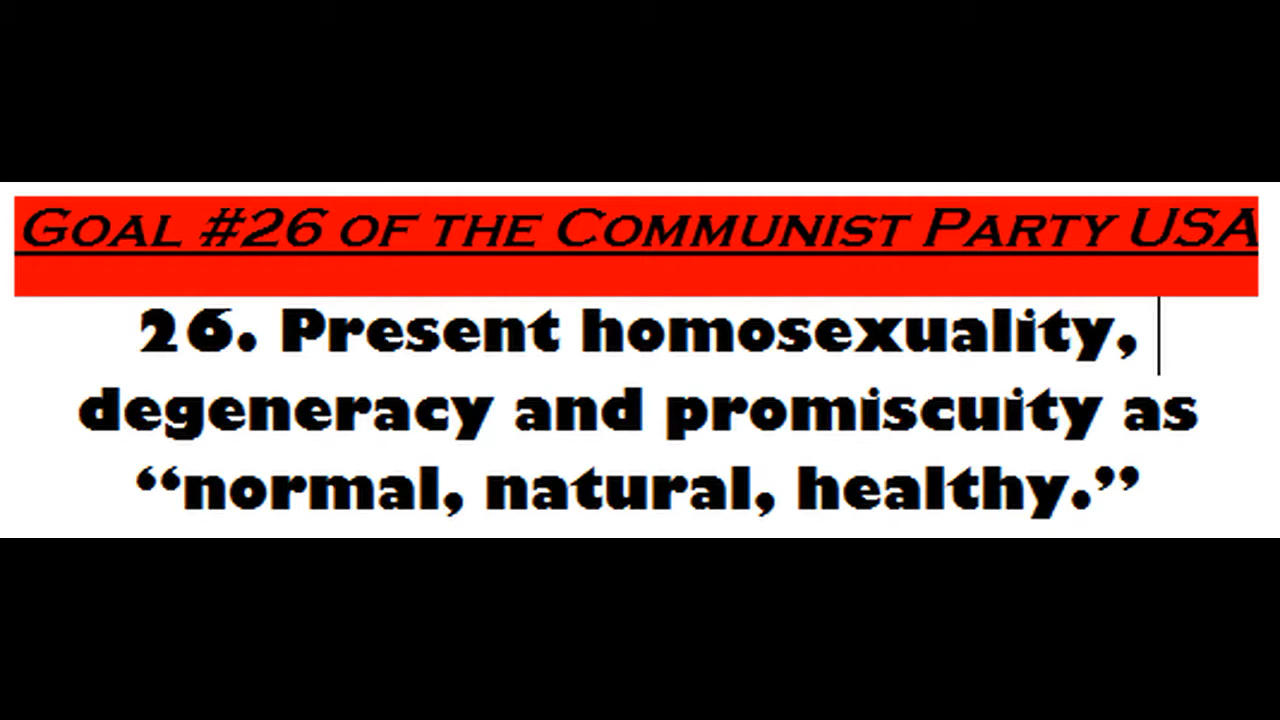 GOAL #26 OF THE COMMUNIST PARTY USA
26. Present homosexuality,
degeneracy and promiscuity as
“normal, natural, healthy.”